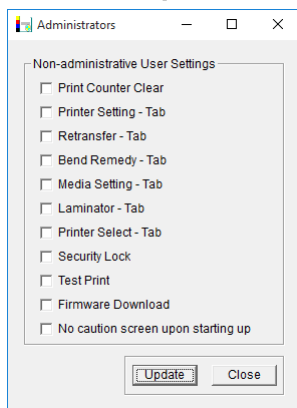 Administrators
Non-administrative User Settings
Print Counter Clear
Printer Setting - Tab
Retransfer - Tab
Bend Remedy - Tab
Media Setting - Tab
Laminator - Tab
Printer Select - Tab
Security Lock
Test Print
Firmware Download
No caution screen upon starting up
Update Close